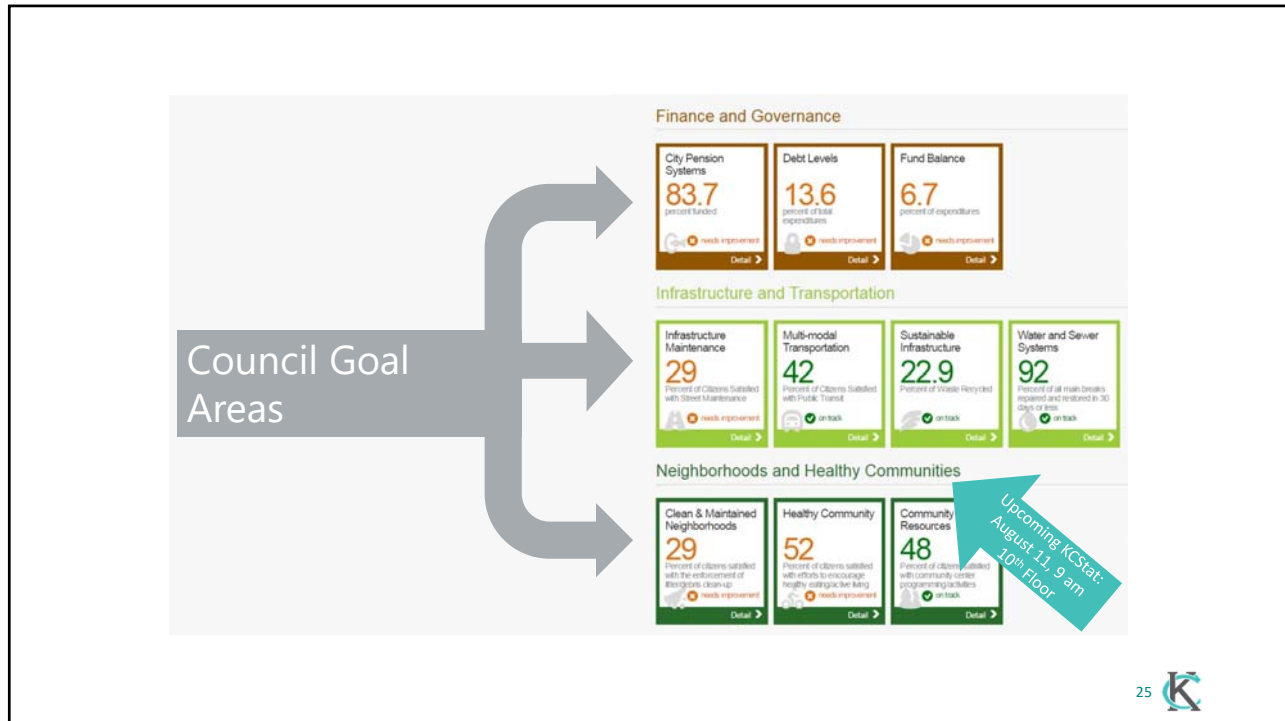 Council Goal
Areas
Finance and Governance
City Pension
Systems
83.7
percent funded
needs improvement
Detail
Debt Levels
13.6
percent of total
expenditures
needs improvement
Detail
Fund Balance
6.7
percent of expenditures
needs improvement
Detail
Infrastructure and Transportation
Infrastructure
Maintenance
29
Percent of Citizens Satisfied
with Street Maintenance
needs improvement
Detail
Multi-modal
Transportation
42
Percent of Citizens Satisfied
with Public Transit
on track
Detail
Sustainable
Infrastructure
22.9
Percent of Waste Recycled
on track
Detail
Water and Sewer
Systems
92
Percent of all main breaks
repaired and restored in 30
days or less
on track
Detail
Neighborhoods and Healthy Communities
Clean & Maintained
Neighborhoods
29
Percent of citizens satisfied
with the enforcement of
litter/debris clean-up
needs improvement
Detail
Healthy Community
52
Percent of citizens satisfied
with efforts to encourage
healthy eating/active living
needs improvement
Detail
Community
Resources
48
Percent of citizens satisfied
with community center
programming/activities
on track
Detail
Upcoming KCStat:
August 11, 9 am
10th Floor
25
KC